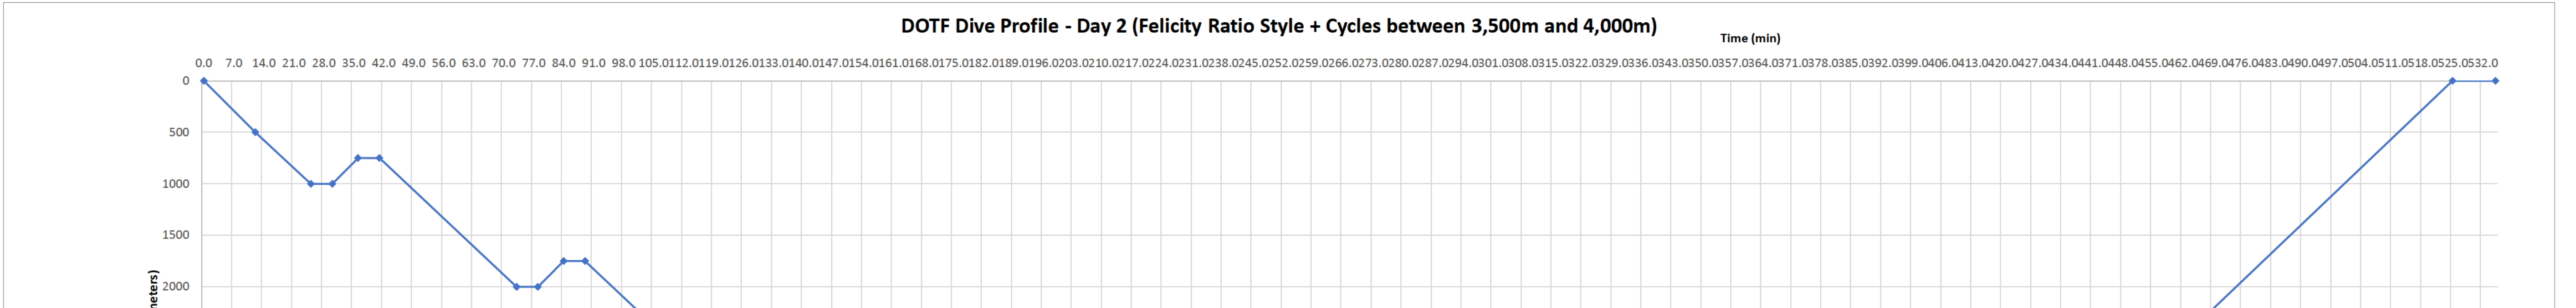 DOTF Dive Profile - Day 2 (Felicity Ratio Style + Cycles between 3,500m and 4,000m)
Time (min)
0.0 7.0 14.0 21.0 28.0 35.0 42.0 49.0 56.0 63.0 70.0 77.0 84.0 91.0 98.0 105.0112.0119.0126.0133.0140.0147.0154.0161.0168.0175.0182.0189.0196.0203.0210.0217.0224.0231.0238.0245.0252.0259.0266.0273.0280.0287.0294.0301.0308.0315.0322.0329.0336.0343.0350.0357.0364.0371.0378.0385.0392.0399.0406.0413.0420.0427.0434.0441.0448.0455.0462.0469.0476.0483.0490.0497.0504.0511.0518.0525.0532.0
0
500
1000
1500
2000